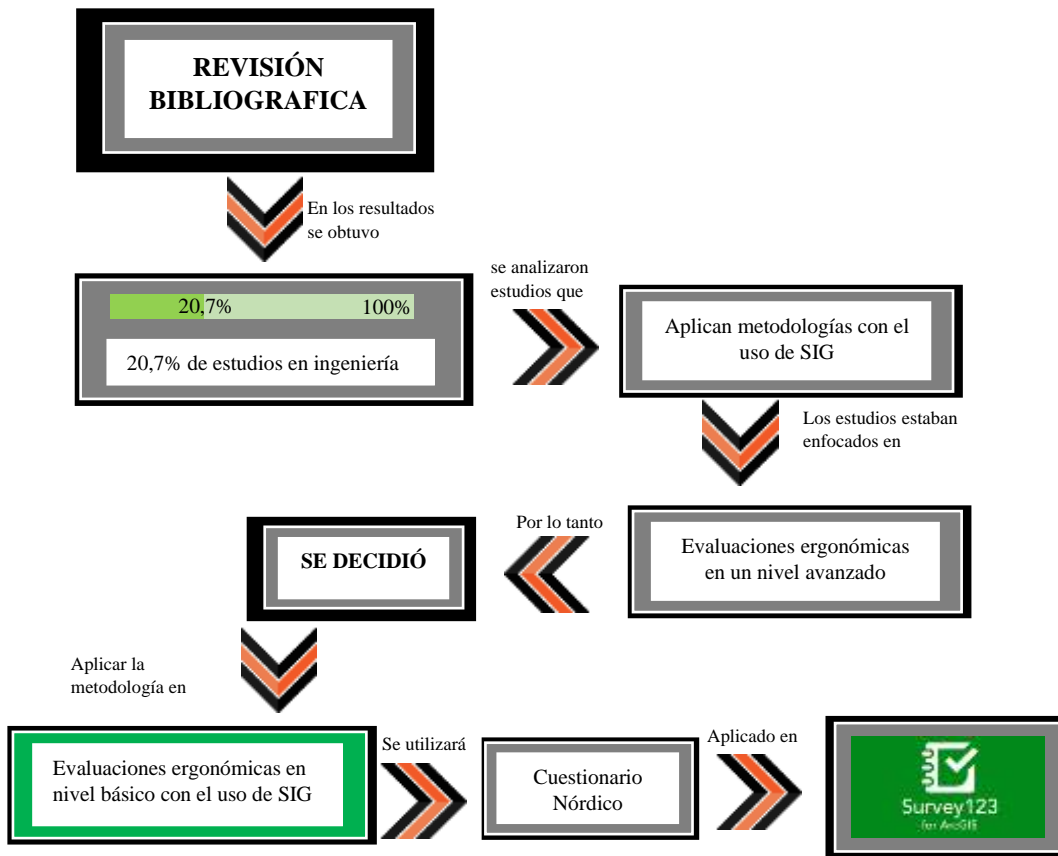 REVISIÓN
BIBLIOGRAFICA
En los resultados
se obtuvo
20,7%
100%
20,7% de estudios en ingeniería
se analizaron
estudios que
Aplican metodologías con el
uso de SIG
Los estudios estaban
enfocados en
Evaluaciones ergonómicas
en un nivel avanzado
Por lo tanto
SE DECIDIÓ
Aplicar la
metodología en
Evaluaciones ergonómicas en
nivel básico con el uso de SIG
Se utilizará
Cuestionario
Nórdico
Aplicado en
Survey123
for ArcGIS